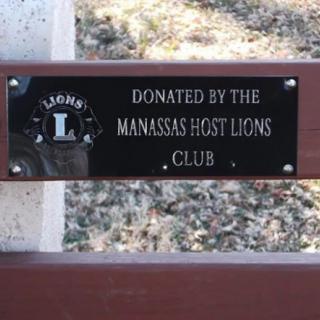 LIONS
L
DONATED BY THE
MANASSAS HOST LIONS
CLUB